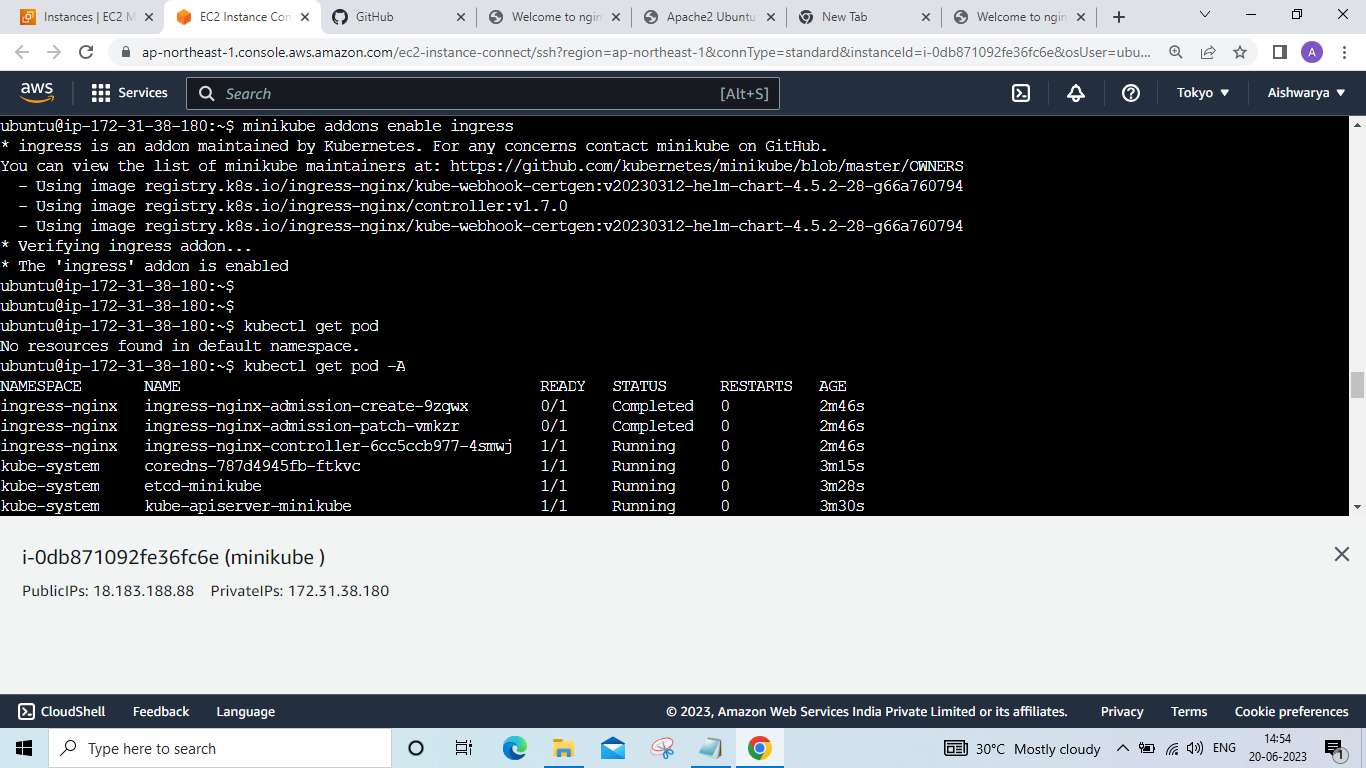 Instances | EC2 M
EC2 Instance Con
GitHub
Welcome to ngin
Apache2 Ubuntu
New Tab
Welcome to ngin
ap-northeast-1.console.aws.amazon.com/ec2-instance-connect/ssh?region=ap-northeast-1&connType=standard&instanceId=i-0db871092fe36fc6e&osUser=ubu...
A
aws
Services
Search
[Alt+S]
Tokyo
Aishwarya
ubuntu@ip-172-31-38-180:~$ minikube addons enable ingress
* ingress is an addon maintained by Kubernetes. For any concerns contact minikube on GitHub.
You can view the list of minikube maintainers at: https://github.com/kubernetes/minikube/blob/master/OWNERS
- Using image registry.k8s.io/ingress-nginx/kube-webhook-certgen:v20230312-helm-chart-4.5.2-28-g66a760794
- Using image registry.k8s.io/ingress-nginx/controller:v1.7.0
- Using image registry.k8s.io/ingress-nginx/kube-webhook-certgen:v20230312-helm-chart-4.5.2-28-g66a760794
* Verifying ingress addon...
* The 'ingress' addon is enabled
ubuntu@ip-172-31-38-180:~$
ubuntu@ip-172-31-38-180:~$
ubuntu@ip-172-31-38-180:~$ kubectl get pod
No resources found in default namespace.
ubuntu@ip-172-31-38-180:~$ kubectl get pod -A
NAMESPACE NAME READY STATUS RESTARTS AGE
ingress-nginx ingress-nginx-admission-create-9zqwx 0/1 Completed 0 2m46s
ingress-nginx ingress-nginx-admission-patch-vmkzr 0/1 Completed 0 2m46s
ingress-nginx ingress-nginx-controller-6cc5ccb977-4smwj 1/1 Running 0 2m46s
kube-system coredns-787d4945fb-ftkvc 1/1 Running 0 3m15s
kube-system etcd-minikube 1/1 Running 0 3m28s
kube-system kube-apiserver-minikube 1/1 Running 0 3m30s
i-0db871092fe36fc6e (minikube )
PublicIPs: 18.183.188.88 PrivateIPs: 172.31.38.180
CloudShell Feedback Language
© 2023, Amazon Web Services India Private Limited or its affiliates. Privacy Terms Cookie preferences
Type here to search
30°C Mostly cloudy
ENG
14:54
20-06-2023
1